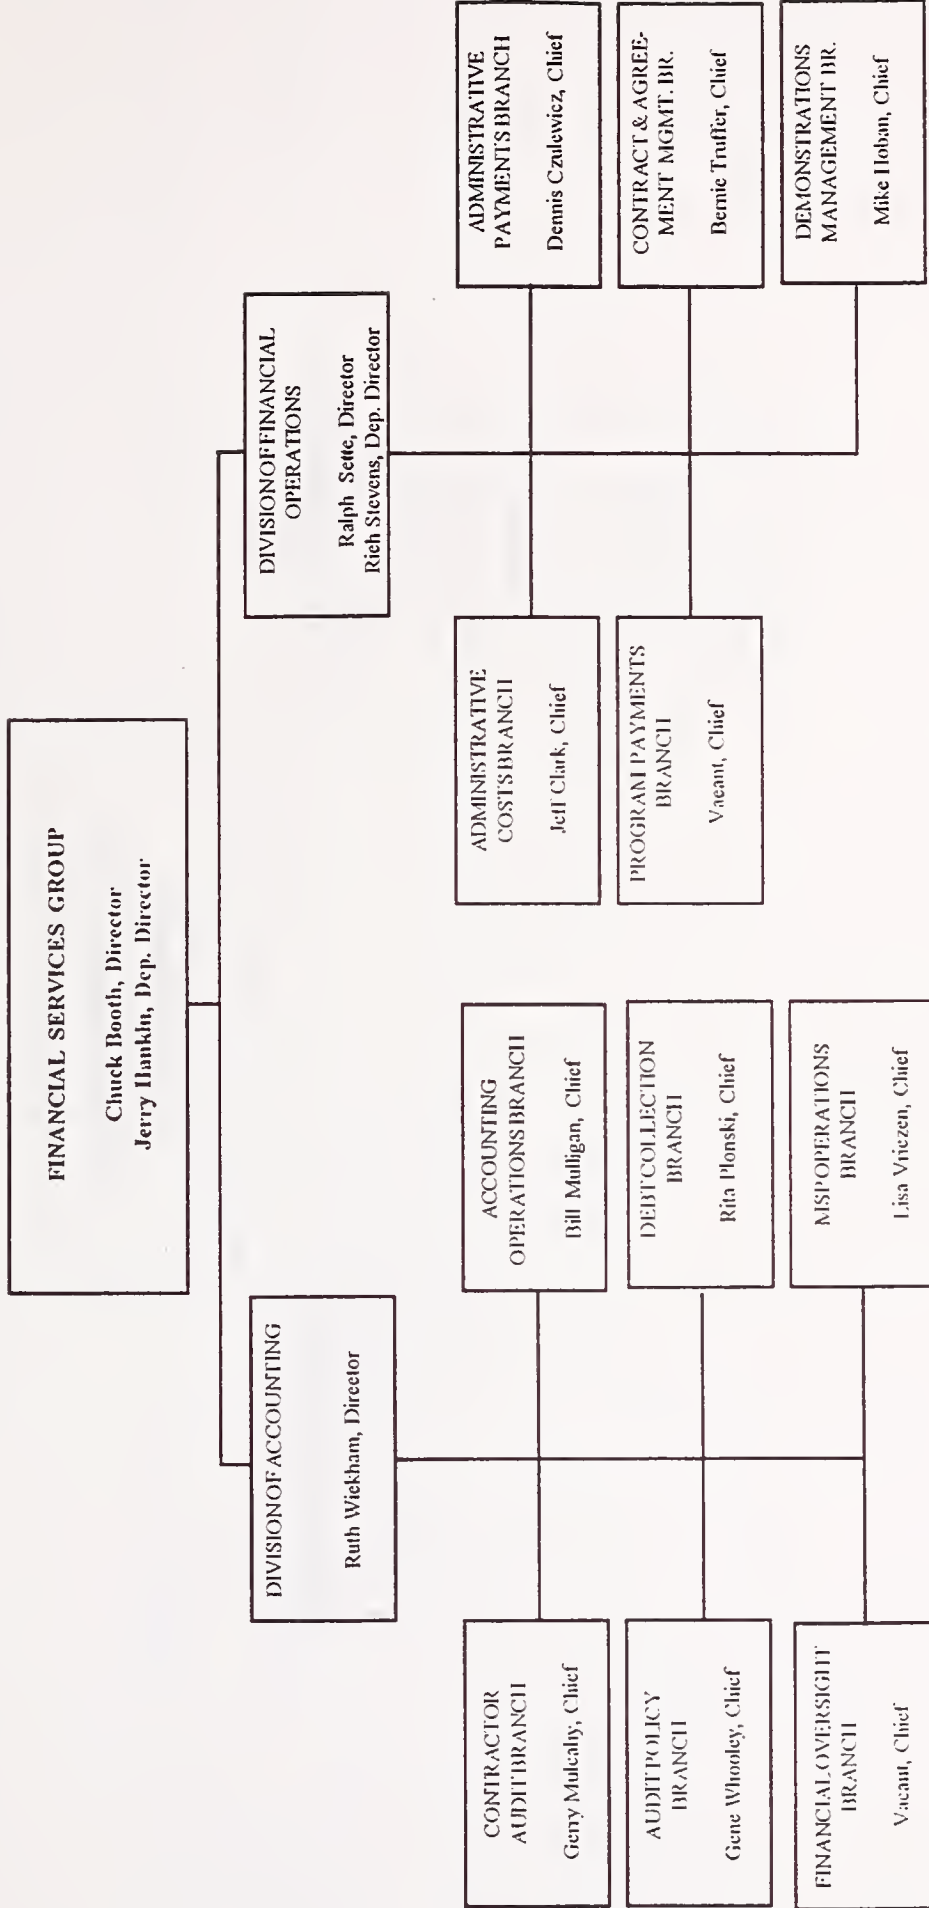 FINANCIAL SERVICES GROUP
Chuck Booth, Director
Jerry Hankin, Dep. Director
DIVISION OF ACCOUNTING
Ruth Wickham, Director
DIVISION OF FINANCIAL
OPERATIONS
Ralph Sette, Director
Rich Stevens, Dep. Director
CONTRACTOR
AUDIT BRANCH
Gerry Mulcahy, Chief
ACCOUNTING
OPERATIONS BRANCH
Bill Mulligan, Chief
AUDIT POLICY
BRANCH
Gene Whooley, Chief
DEBT COLLECTION
BRANCH
Rita Plonski, Chief
FINANCIAL OVERSIGHT
BRANCH
Vacant, Chief
MSP OPERATIONS
BRANCH
Lisa Vriezen, Chief
ADMINISTRATIVE
COSTS BRANCH
Jeff Clark, Chief
ADMINISTRATIVE
PAYMENTS BRANCH
Dennis Czulewicz, Chief
PROGRAM PAYMENTS
BRANCH
Vacant, Chief
CONTRACT & AGREE-
MENT MGMT. BR.
Bernie Truffer, Chief
DEMONSTRATIONS
MANAGEMENT BR.
Mike Hoban, Chief